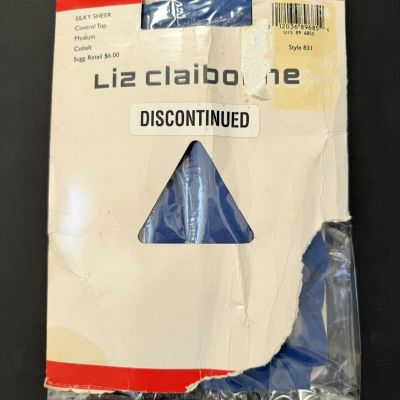 SILKY SHEER
Control Top
Medium
Cobalt
Sugg Retail $6.00
Style 831
Liz claiborne
DISCONTINUED